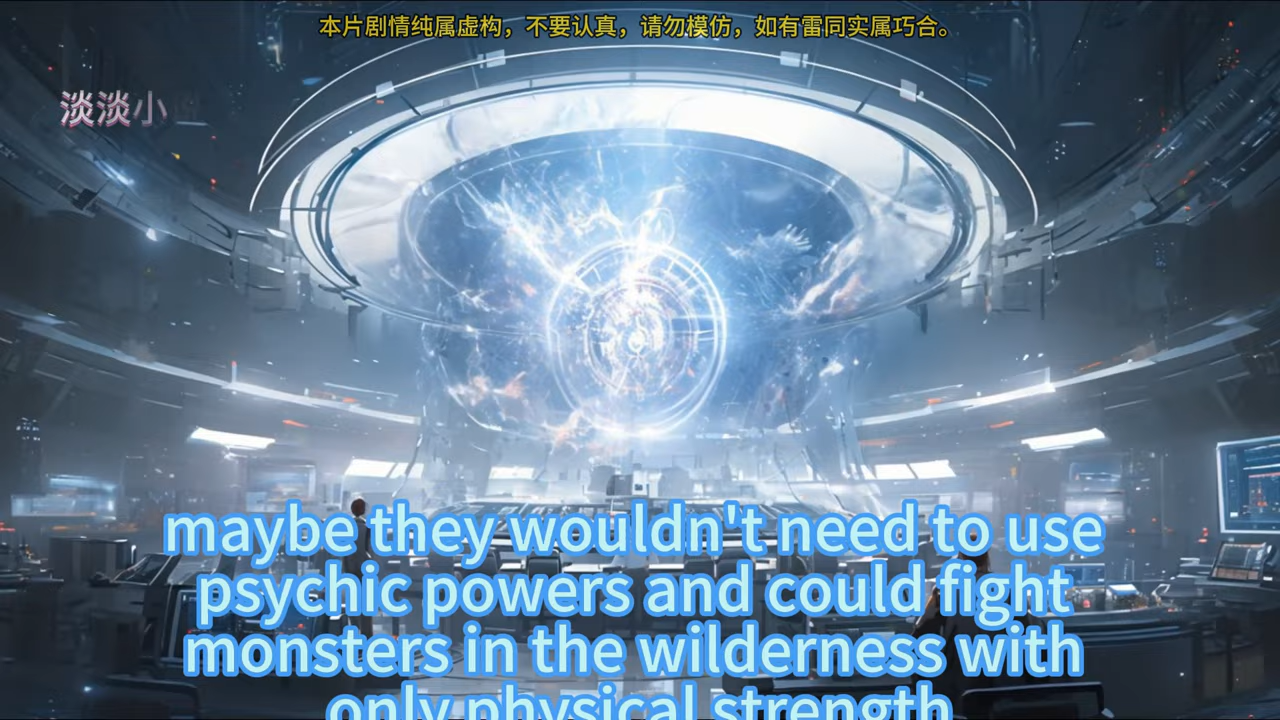 本片剧情纯属虚构，不要认真，请勿模仿，如有雷同实属巧合。
淡淡小
maybe they wouldn't need to use
psychic powers and could fight
monsters in the wilderness with
only physical strength